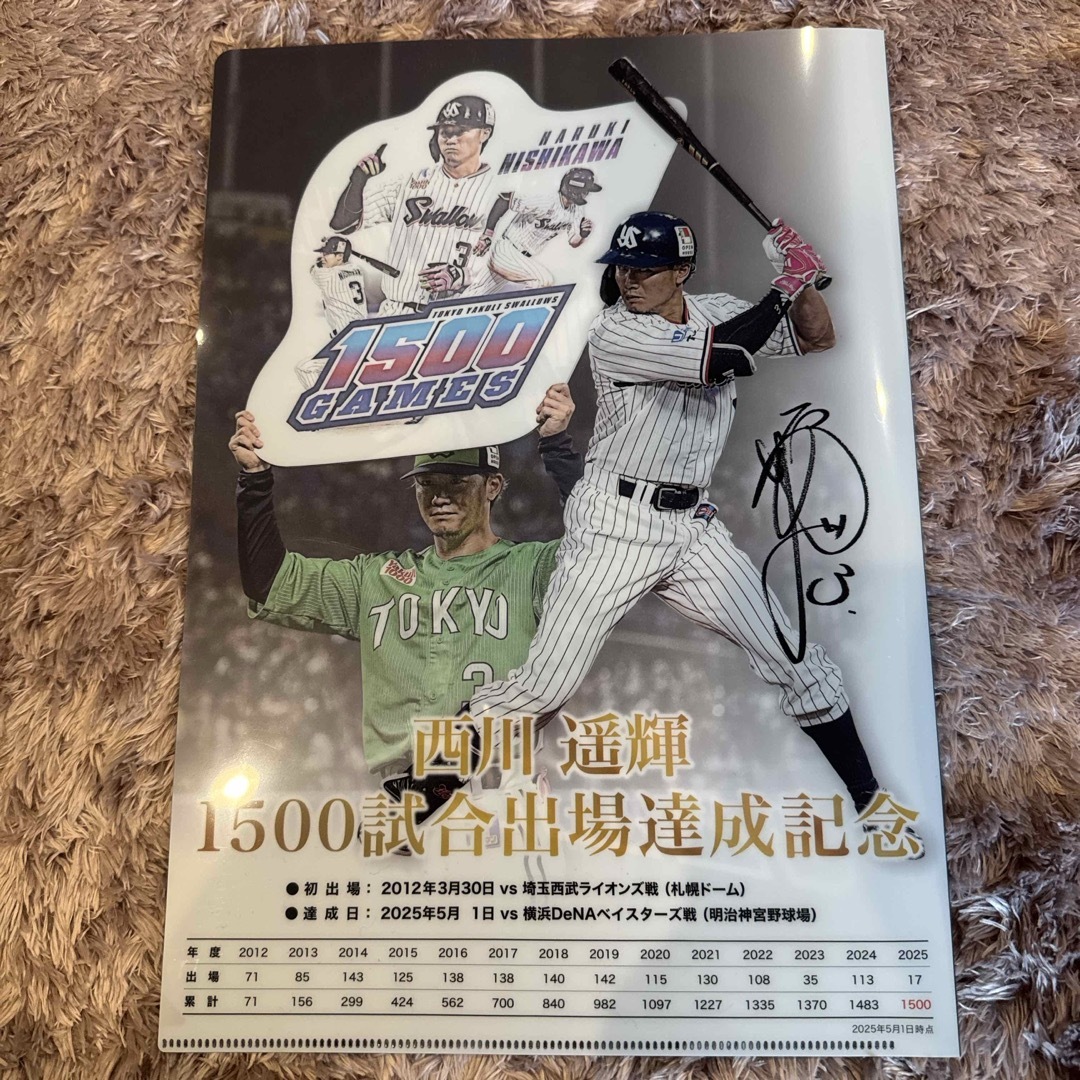 HARUKI
NISHIKAWA
Swallows
3
3
TOKYO YAKULT SWALLOWS
1500
GAMES
TOKYO
3
3.
西川 遥輝
1500試合出場達成記念
●初出場：2012年3月30日 vs 埼玉西武ライオンズ戦（札幌ドーム）
●達成日：2025年5月 1日 vs 横浜DeNAベイスターズ戦（明治神宮野球場）
年度 2012 2013 2014 2015 2016 2017 2018 2019 2020 2021 2022 2023 2024 2025
出場 71 85 143 125 138 138 140 142 115 130 108 35 113 17
累計 71 156 299 424 562 700 840 982 1097 1227 1335 1370 1483 1500
2025年5月1日時点